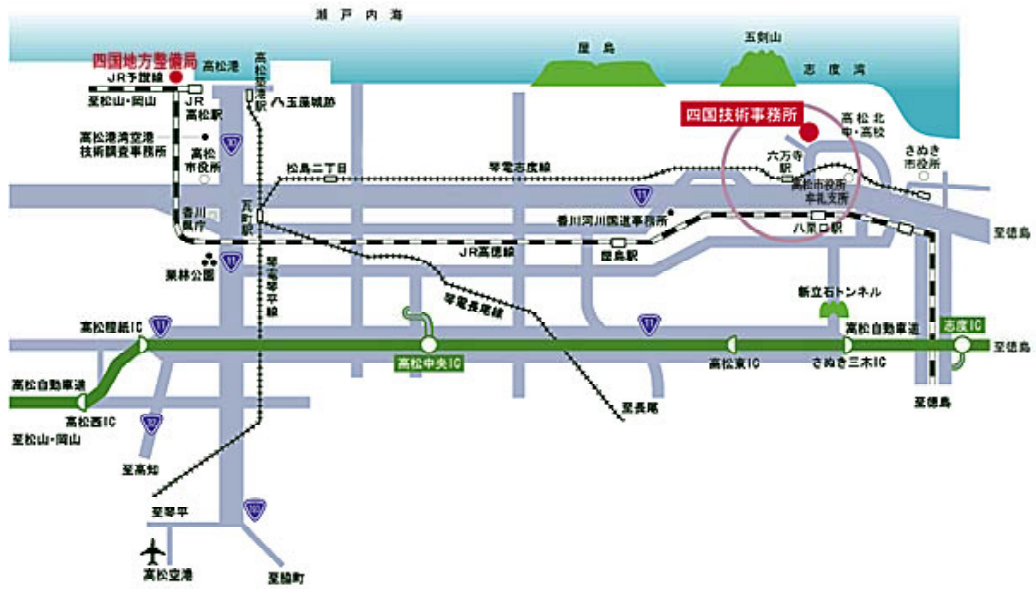 瀬戸内海
五剣山
屋島
四国地方整備局
高松港
志度湾
JR予讃線
至松山・岡山
JR
高松駅
高松築港駅
玉藻城跡
四国技術事務所
高松北
中・高校
高松港湾空港
技術調査事務所
高松
市役所
30
松島二丁目
琴電志度線
六万寺
駅
さぬき
市役所
11
高松市役所
牟礼支所
香川
県庁
瓦町駅
香川河川国道事務所
八栗口駅
至徳島
JR高徳線
屋島駅
栗林公園
11
琴電琴平線
琴電長尾線
新立石トンネル
高松檀紙IC
11
11
高松自動車道
志度IC
高松中央IC
高松東IC
さぬき三木IC
至徳島
高松自動車道
高松西IC
至長尾
至徳島
至松山・岡山
32
至高知
至琴平
193
高松空港
至脇町